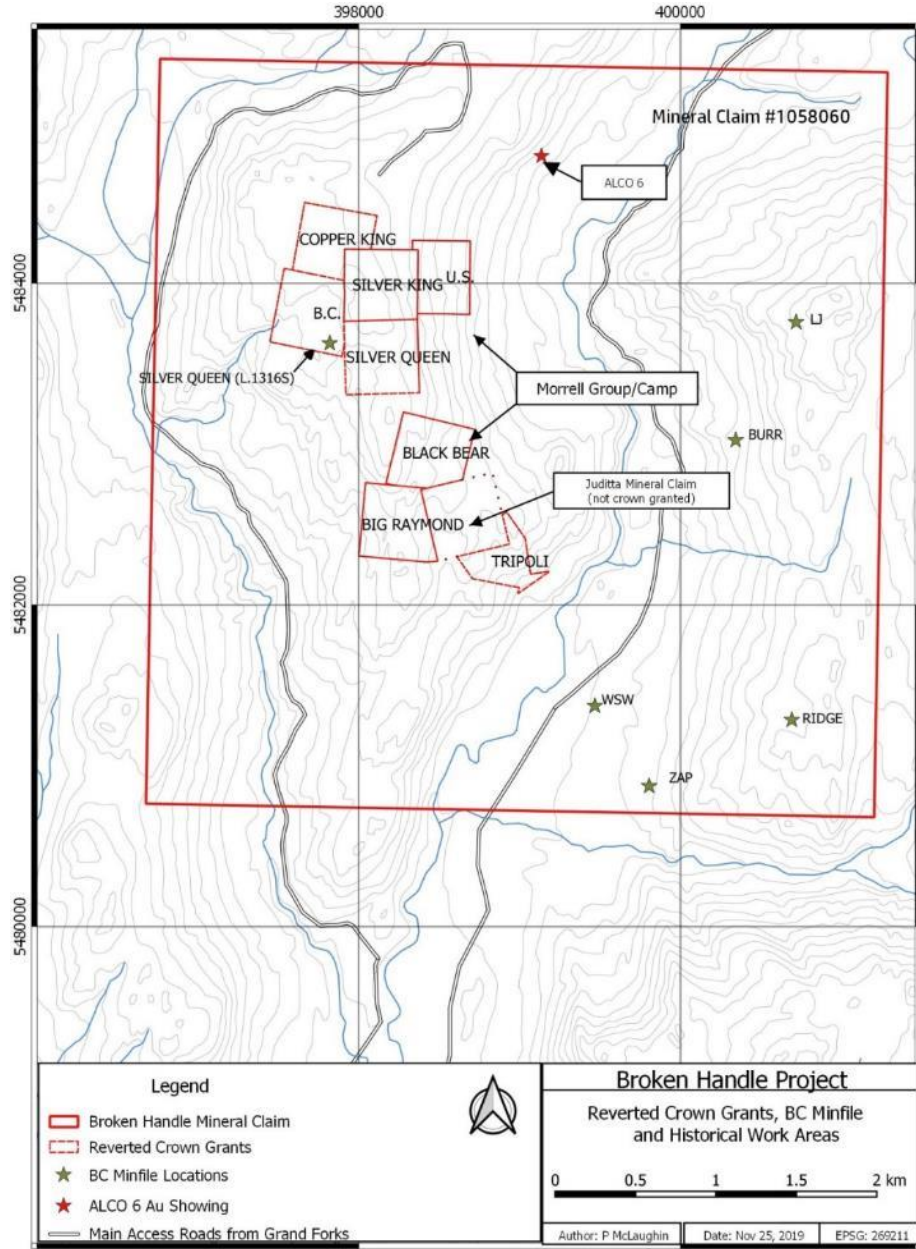 398000
400000
Mineral Claim #1058060
ALCO 6
COPPER KING
5484000
SILVER KING
U.S.
B.C.
LJ
SILVER QUEEN
SILVER QUEEN (L.1316S)
Morrell Group/Camp
BURR
BLACK BEAR
Juditta Mineral Claim
(not crown granted)
BIG RAYMOND
TRIPOLI
5482000
WSW
RIDGE
ZAP
5480000
Legend
Broken Handle Mineral Claim
Reverted Crown Grants
BC Minfile Locations
ALCO 6 Au Showing
Main Access Roads from Grand Forks
Broken Handle Project
Reverted Crown Grants, BC Minfile
and Historical Work Areas
0 0.5 1 1.5 2 km
Author: P McLaughlin
Date: Nov 25, 2019
EPSG: 269211